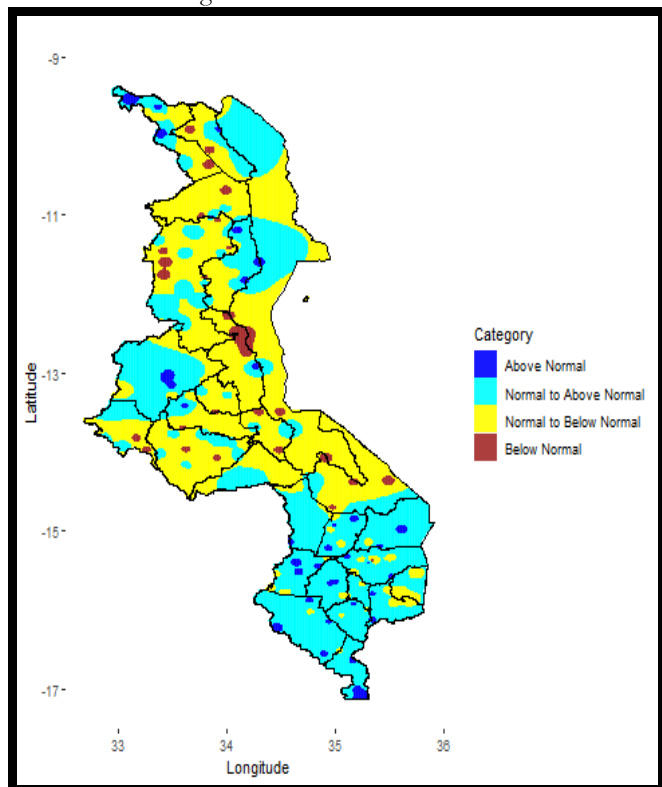 -9
-11
-13
-15
-17
Latitude
33
34
35
36
Longitude
Category
Above Normal
Normal to Above Normal
Normal to Below Normal
Below Normal